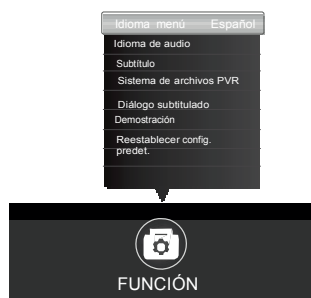 Idioma menú Español
Idioma de audio
Subtítulo
Sistema de archivos PVR
Diálogo subtitulado
Demostración
Reestablecer config.
predet.
FUNCIÓN